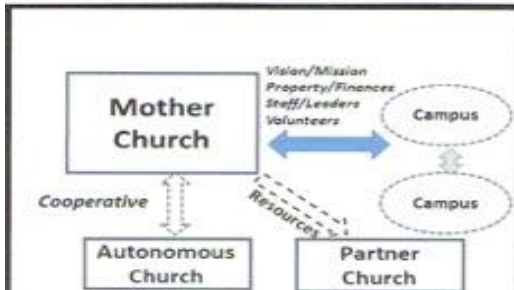 Vision/Mission
Property/Finances
Staff/Leaders
Volunteers
Mother
Church
Campus
Campus
Cooperative
Resources
Autonomous
Church
Partner
Church